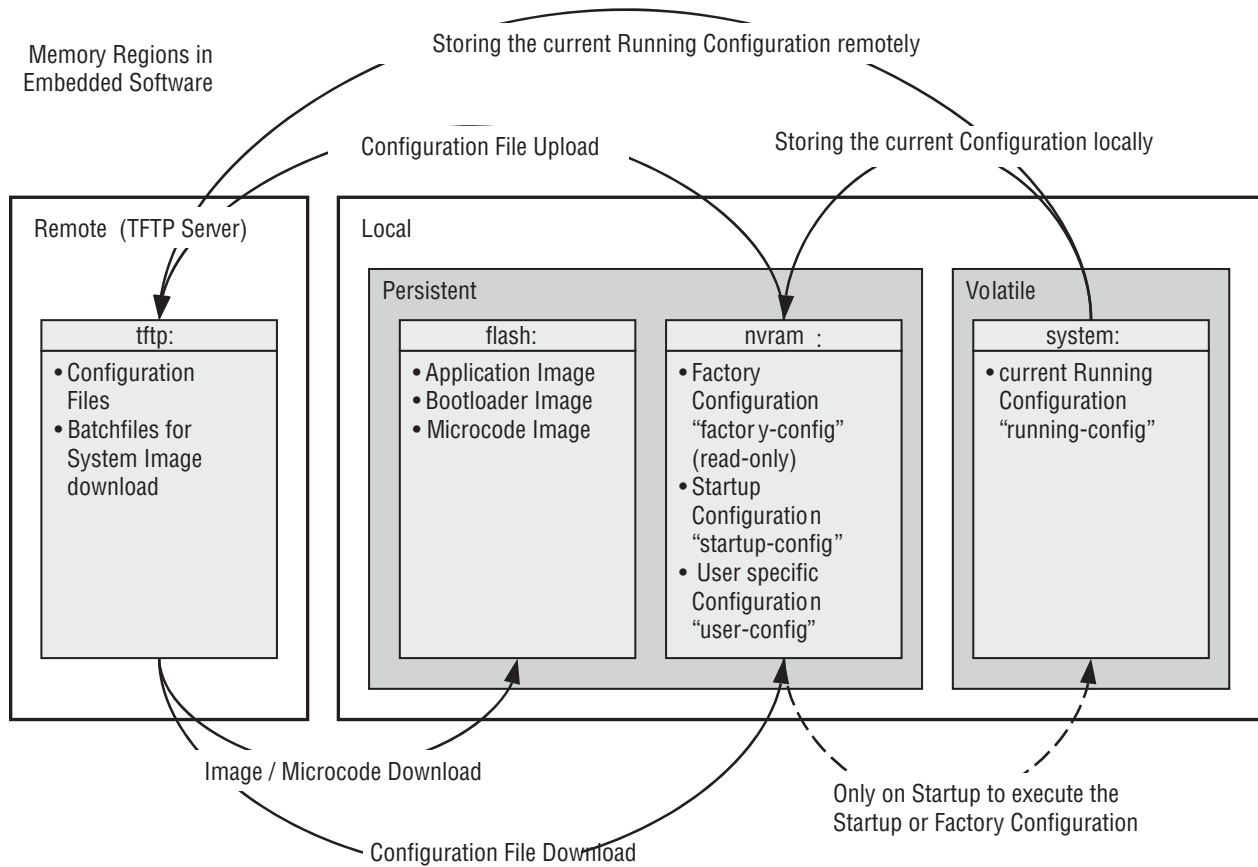 Memory Regions in
Embedded Software
Storing the current Running Configuration remotely
Configuration File Upload
Storing the current Configuration locally
Remote (TFTP Server)
Local
Persistent
Volatile
tftp:
• Configuration
Files
• Batchfiles for
System Image
download
flash:
• Application Image
• Bootloader Image
• Microcode Image
nvram :
• Factory
Configuration
“factory-config”
(read-only)
• Startup
Configuration
“startup-config”
• User specific
Configuration
“user-config”
system:
• current Running
Configuration
“running-config”
Image / Microcode Download
Configuration File Download
Only on Startup to execute the
Startup or Factory Configuration